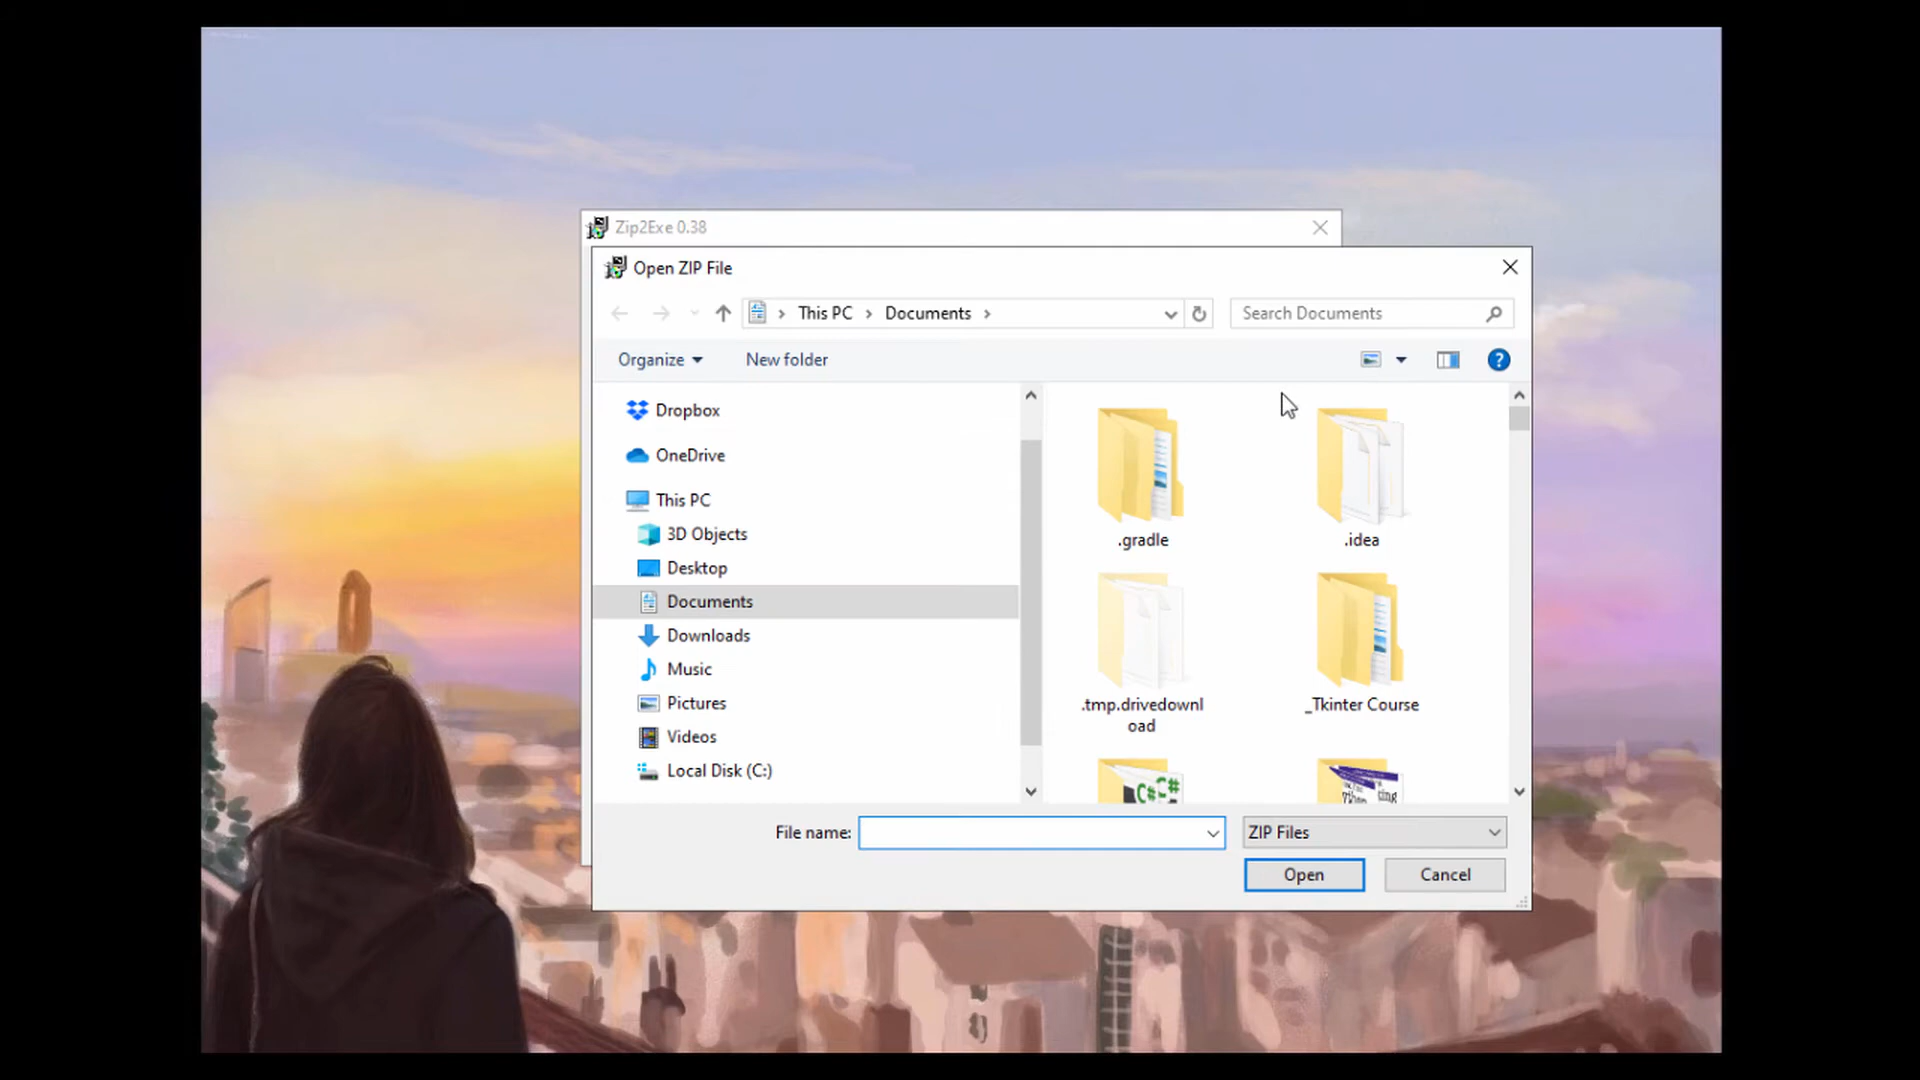 Zip2Exe 0.38
Open ZIP File
This PC
Documents
Search Documents
Organize
New folder
?
Dropbox
OneDrive
This PC
3D Objects
Desktop
Documents
Downloads
Music
Pictures
Videos
Local Disk (C:)
.gradle
.idea
.tmp.drivedownl
oad
_Tkinter Course
C# C#
File name:
ZIP Files
Open
Cancel